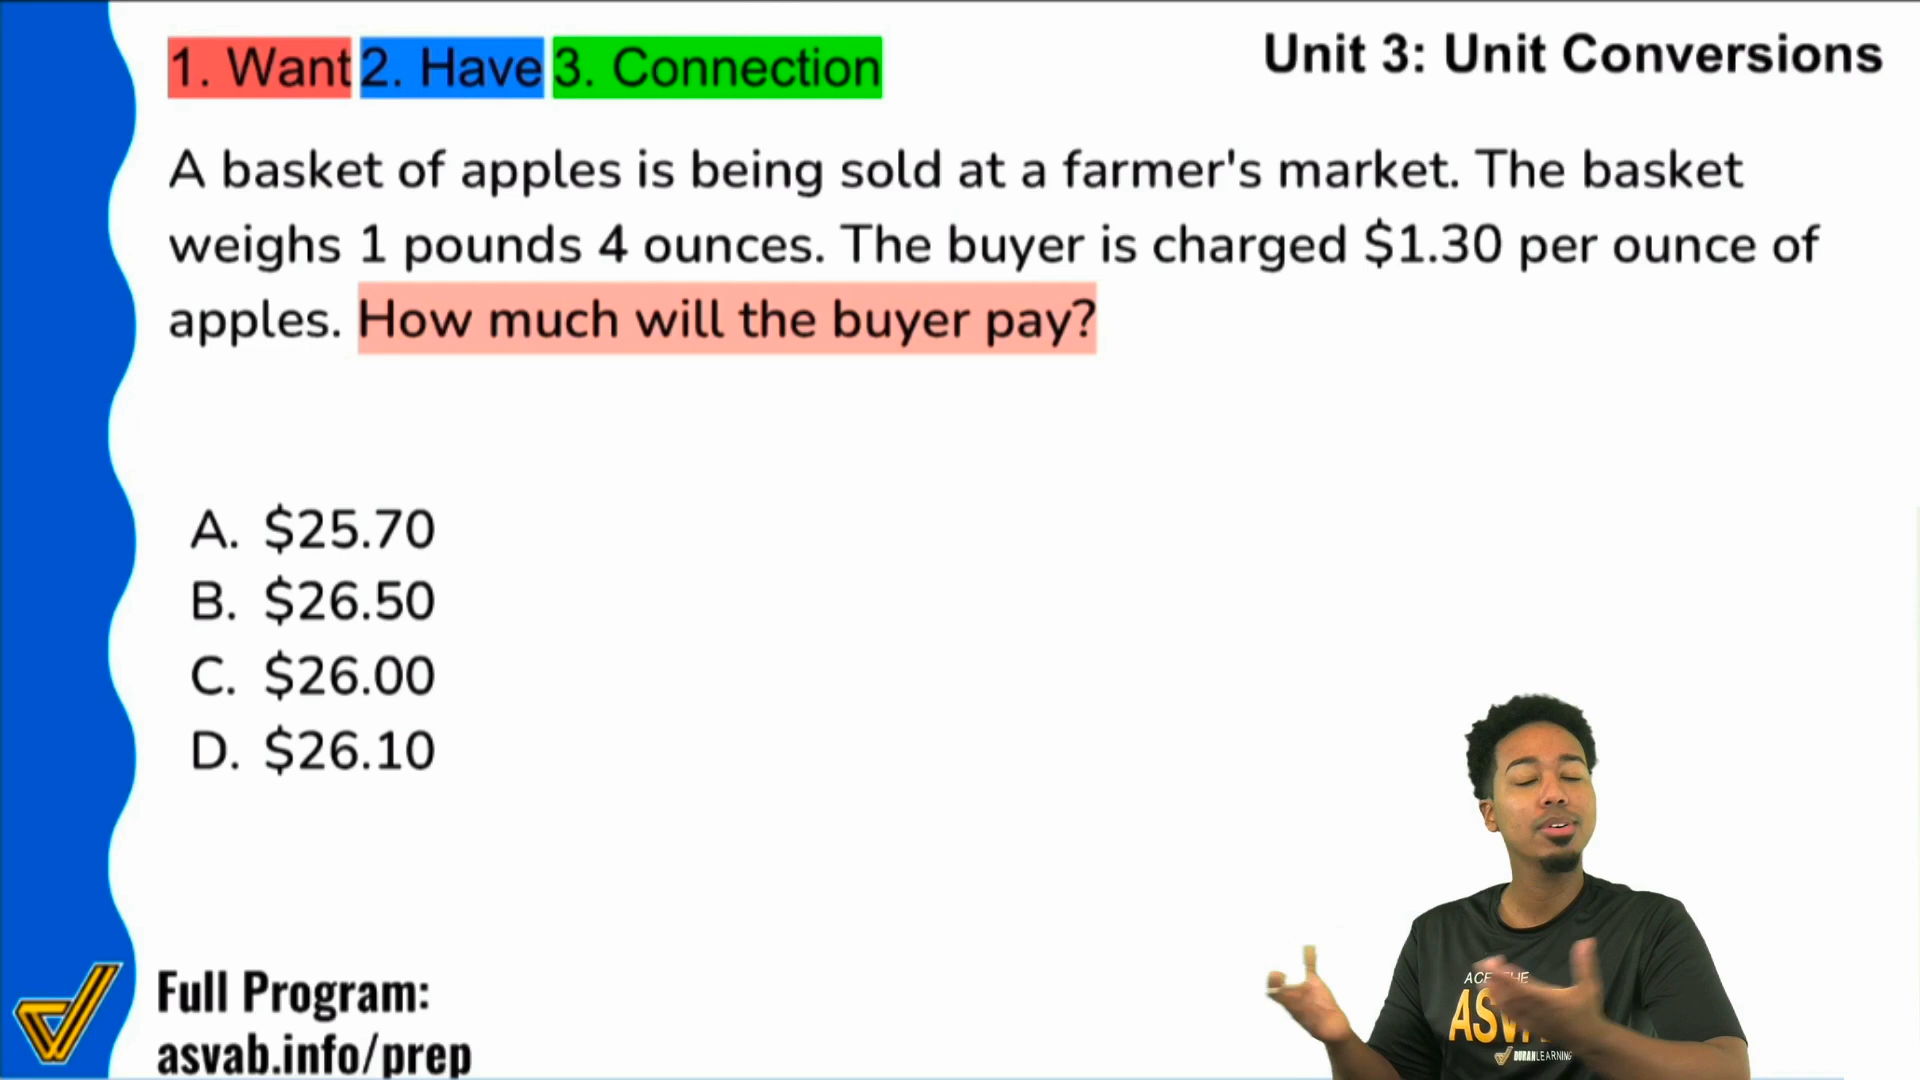 1. Want 2. Have 3. Connection
Unit 3: Unit Conversions
A basket of apples is being sold at a farmer's market. The basket
weighs 1 pounds 4 ounces. The buyer is charged $1.30 per ounce of
apples. How much will the buyer pay?
A. $25.70
B. $26.50
C. $26.00
D. $26.10
Full Program:
asvab.info/prep
DURANLEARNING